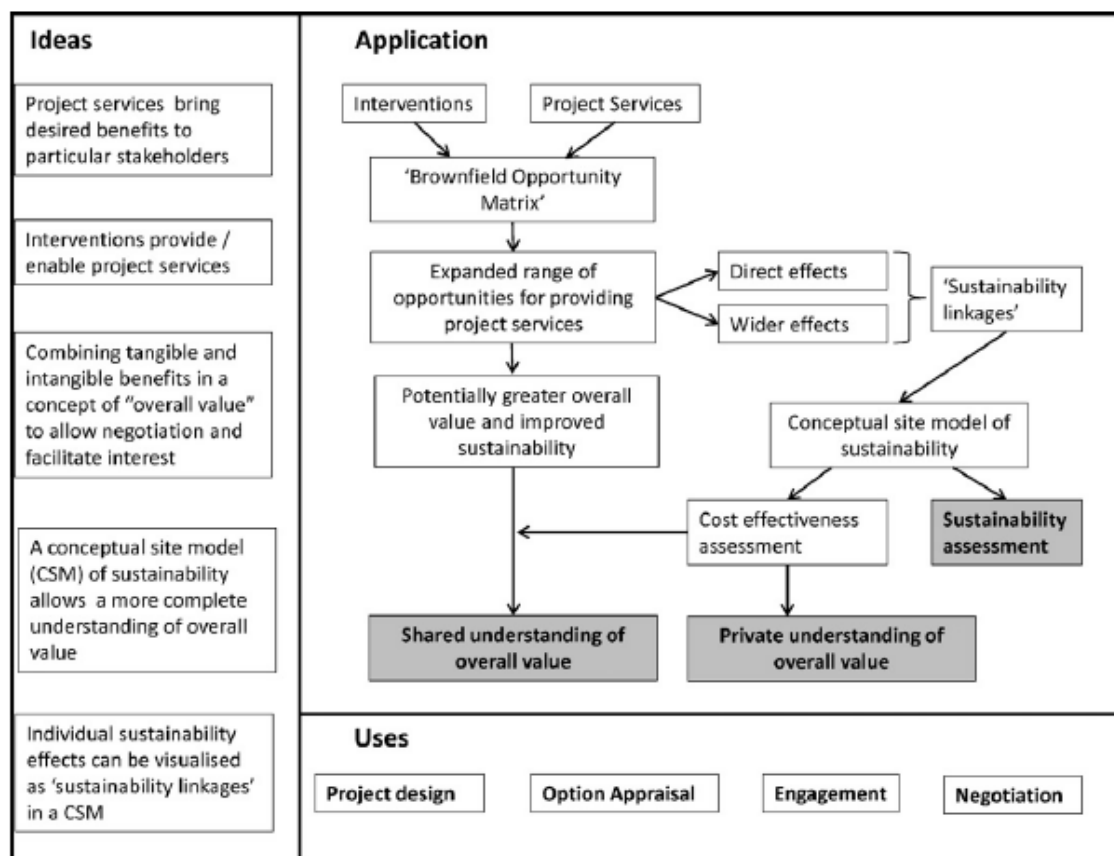 Ideas
Project services bring
desired benefits to
particular stakeholders
Interventions provide /
enable project services
Combining tangible and
intangible benefits in a
concept of “overall value”
to allow negotiation and
facilitate interest
A conceptual site model
(CSM) of sustainability
allows a more complete
understanding of overall
value
Individual sustainability
effects can be visualised
as ‘sustainability linkages’
in a CSM
Application
Interventions
Project Services
‘Brownfield Opportunity
Matrix’
Expanded range of
opportunities for providing
project services
Direct effects
Wider effects
‘Sustainability
linkages’
Potentially greater overall
value and improved
sustainability
Conceptual site model of
sustainability
Cost effectiveness
assessment
Sustainability
assessment
Shared understanding of
overall value
Private understanding of
overall value
Uses
Project design
Option Appraisal
Engagement
Negotiation